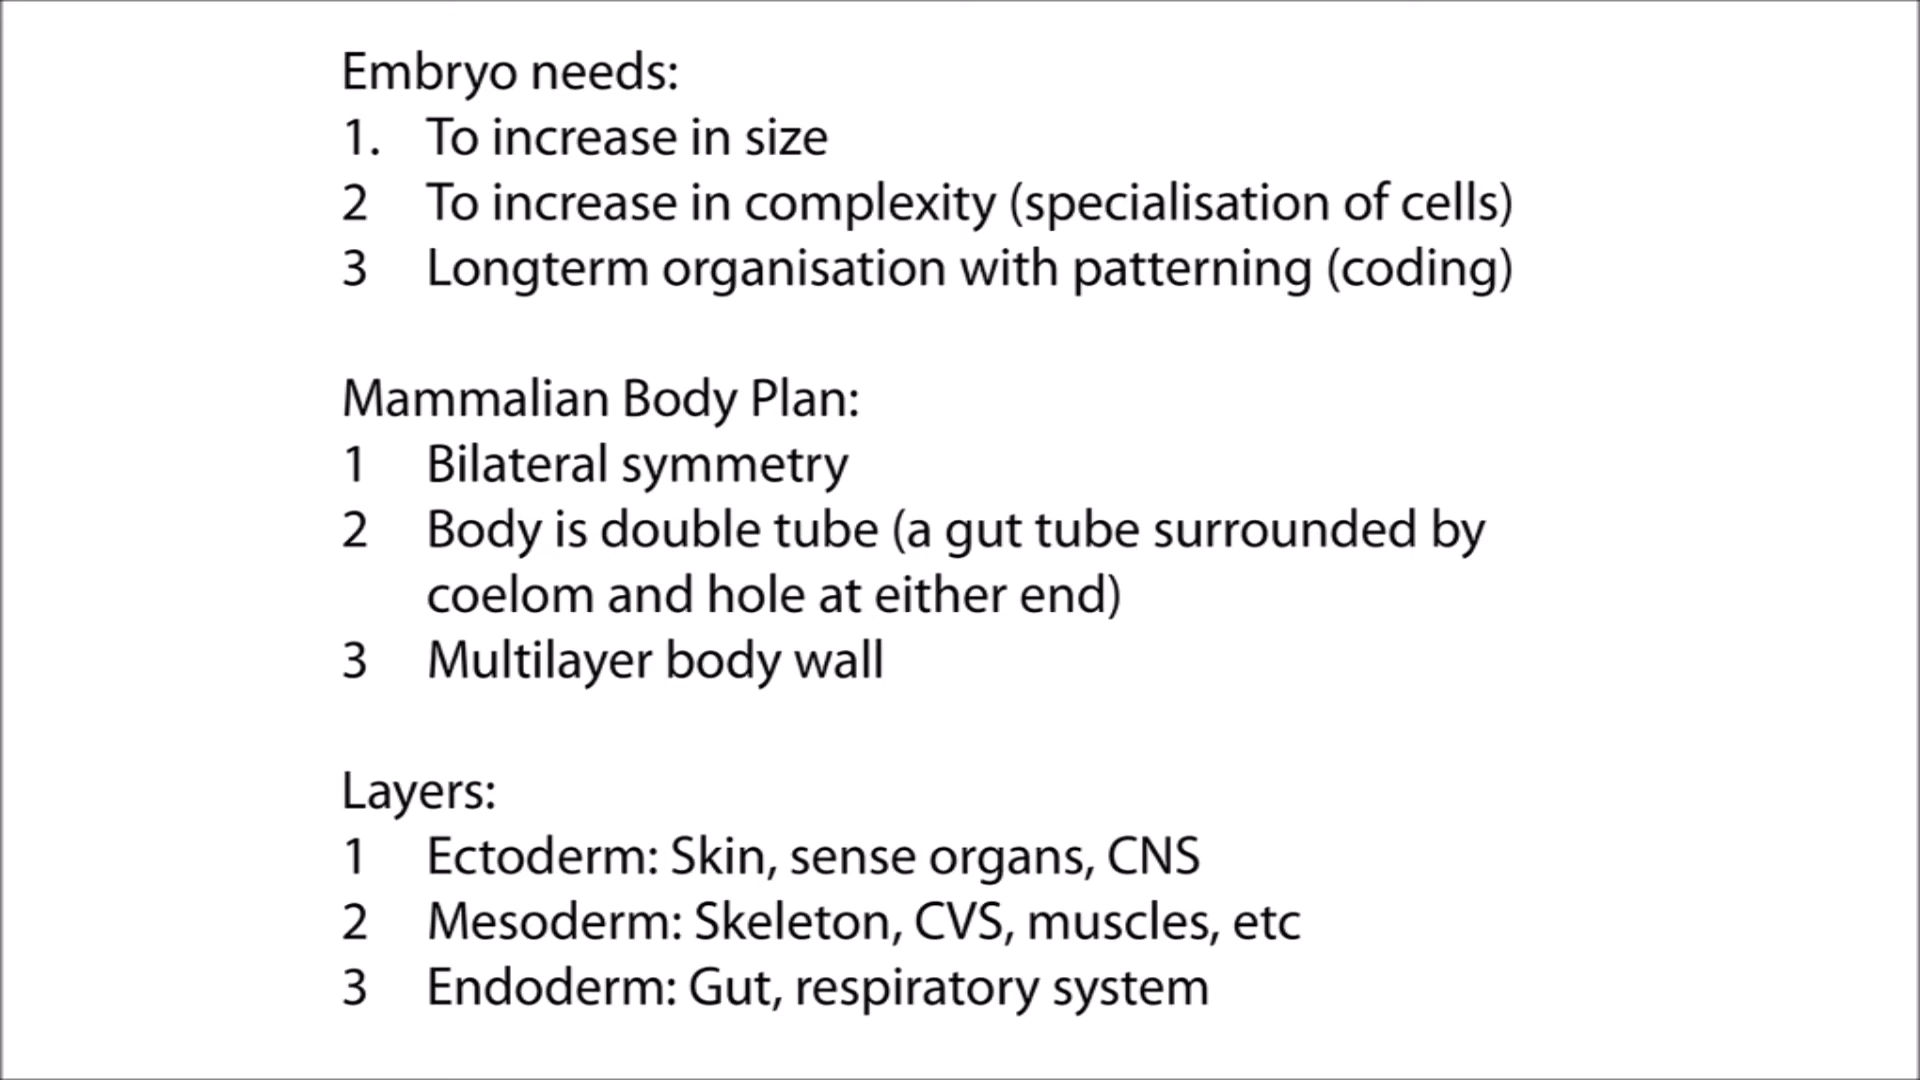 Embryo needs:
1. To increase in size
2 To increase in complexity (specialisation of cells)
3 Longterm organisation with patterning (coding)
Mammalian Body Plan:
1 Bilateral symmetry
2 Body is double tube (a gut tube surrounded by
coelom and hole at either end)
3 Multilayer body wall
Layers:
1 Ectoderm: Skin, sense organs, CNS
2 Mesoderm: Skeleton, CVS, muscles, etc
3 Endoderm: Gut, respiratory system